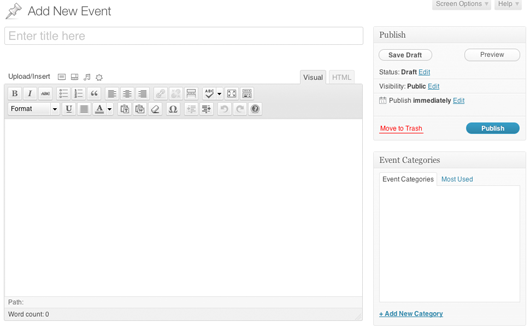 Screen Options Help
Add New Event
Enter title here
Upload/Insert
Visual HTML
B I ABC ABC
Format U A Ω
Path:
Word count: 0
Publish
Save Draft Preview
Status: Draft Edit
Visibility: Public Edit
Publish immediately Edit
Move to Trash Publish
Event Categories
Event Categories Most Used
+ Add New Category